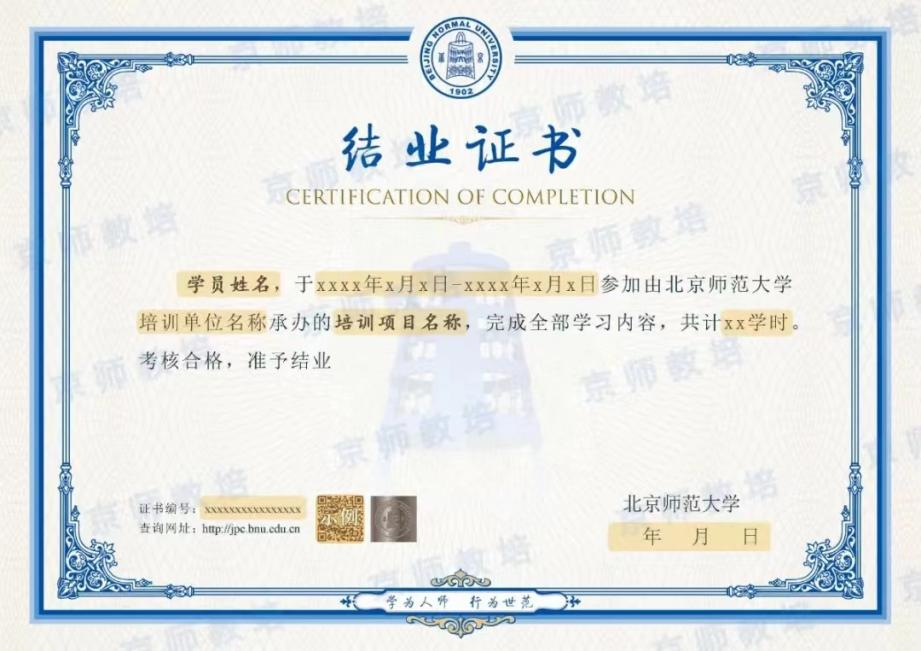 BEIJING NORMAL UNIVERSITY
1902
结业证书
CERTIFICATION OF COMPLETION
学员姓名，于xxxx年x月x日-xxxx年x月x日参加由北京师范大学
培训单位名称承办的培训项目名称，完成全部学习内容，共计xx学时。
考核合格，准予结业
证书编号：xxxxxxxxxxxxxxxx
查询网址：http://jpc.bnu.edu.cn
示例
北京师范大学
年 月 日
学为人师 行为世范
京师教培